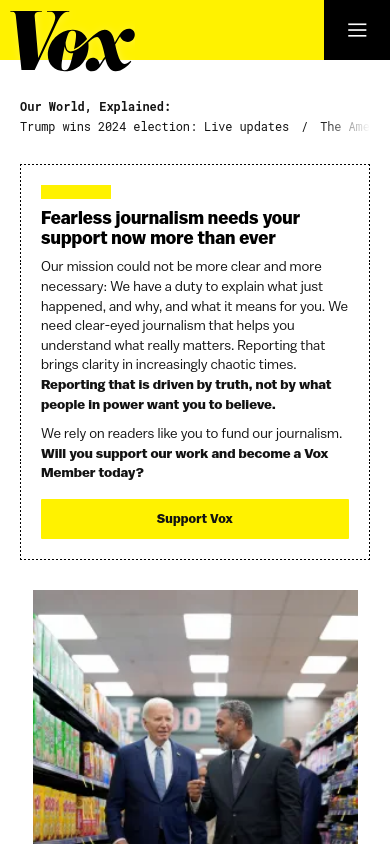 Vox
Our World, Explained:
Trump wins 2024 election: Live updates / The Ame
Fearless journalism needs your
support now more than ever
Our mission could not be more clear and more
necessary: We have a duty to explain what just
happened, and why, and what it means for you. We
need clear-eyed journalism that helps you
understand what really matters. Reporting that
brings clarity in increasingly chaotic times.
Reporting that is driven by truth, not by what
people in power want you to believe.
We rely on readers like you to fund our journalism.
Will you support our work and become a Vox
Member today?
Support Vox
FOOD